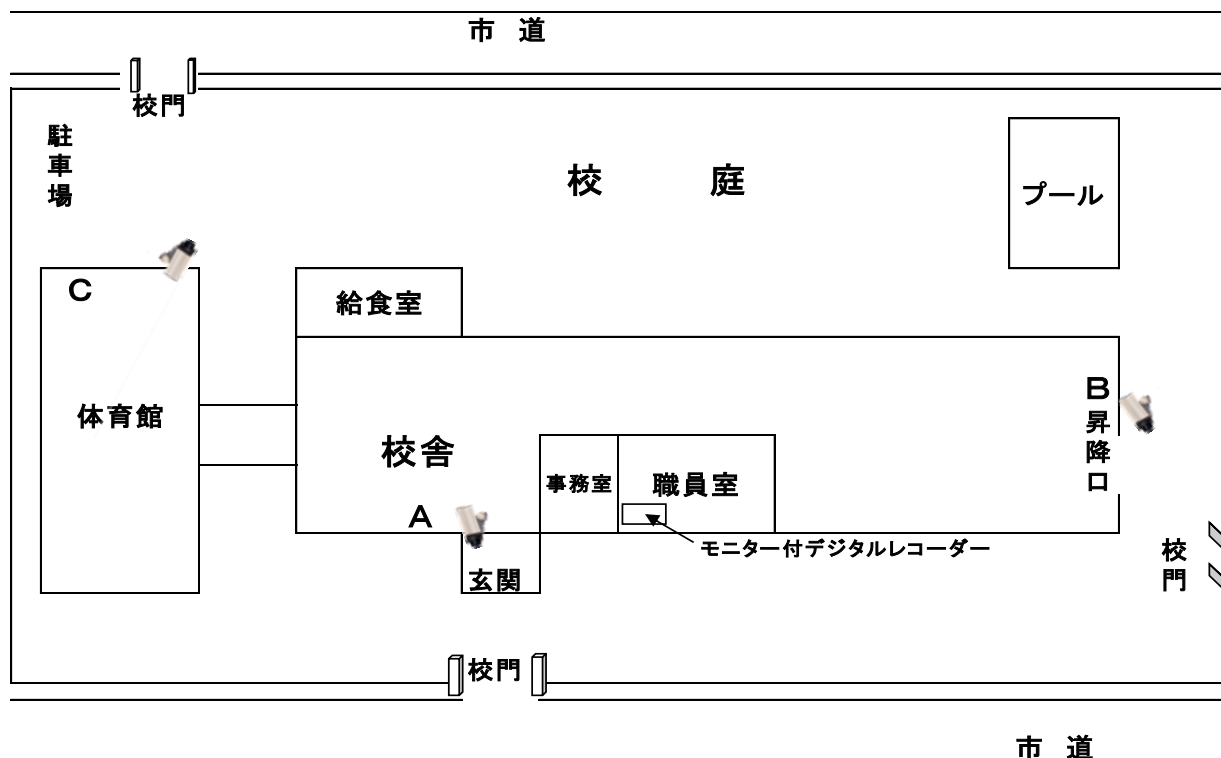 市 道
校門
駐車場
校 庭
プール
C
給食室
体育館
校舎
B
昇降口
事務室
職員室
A
モニター付デジタルレコーダー
玄関
校門
校門
市 道